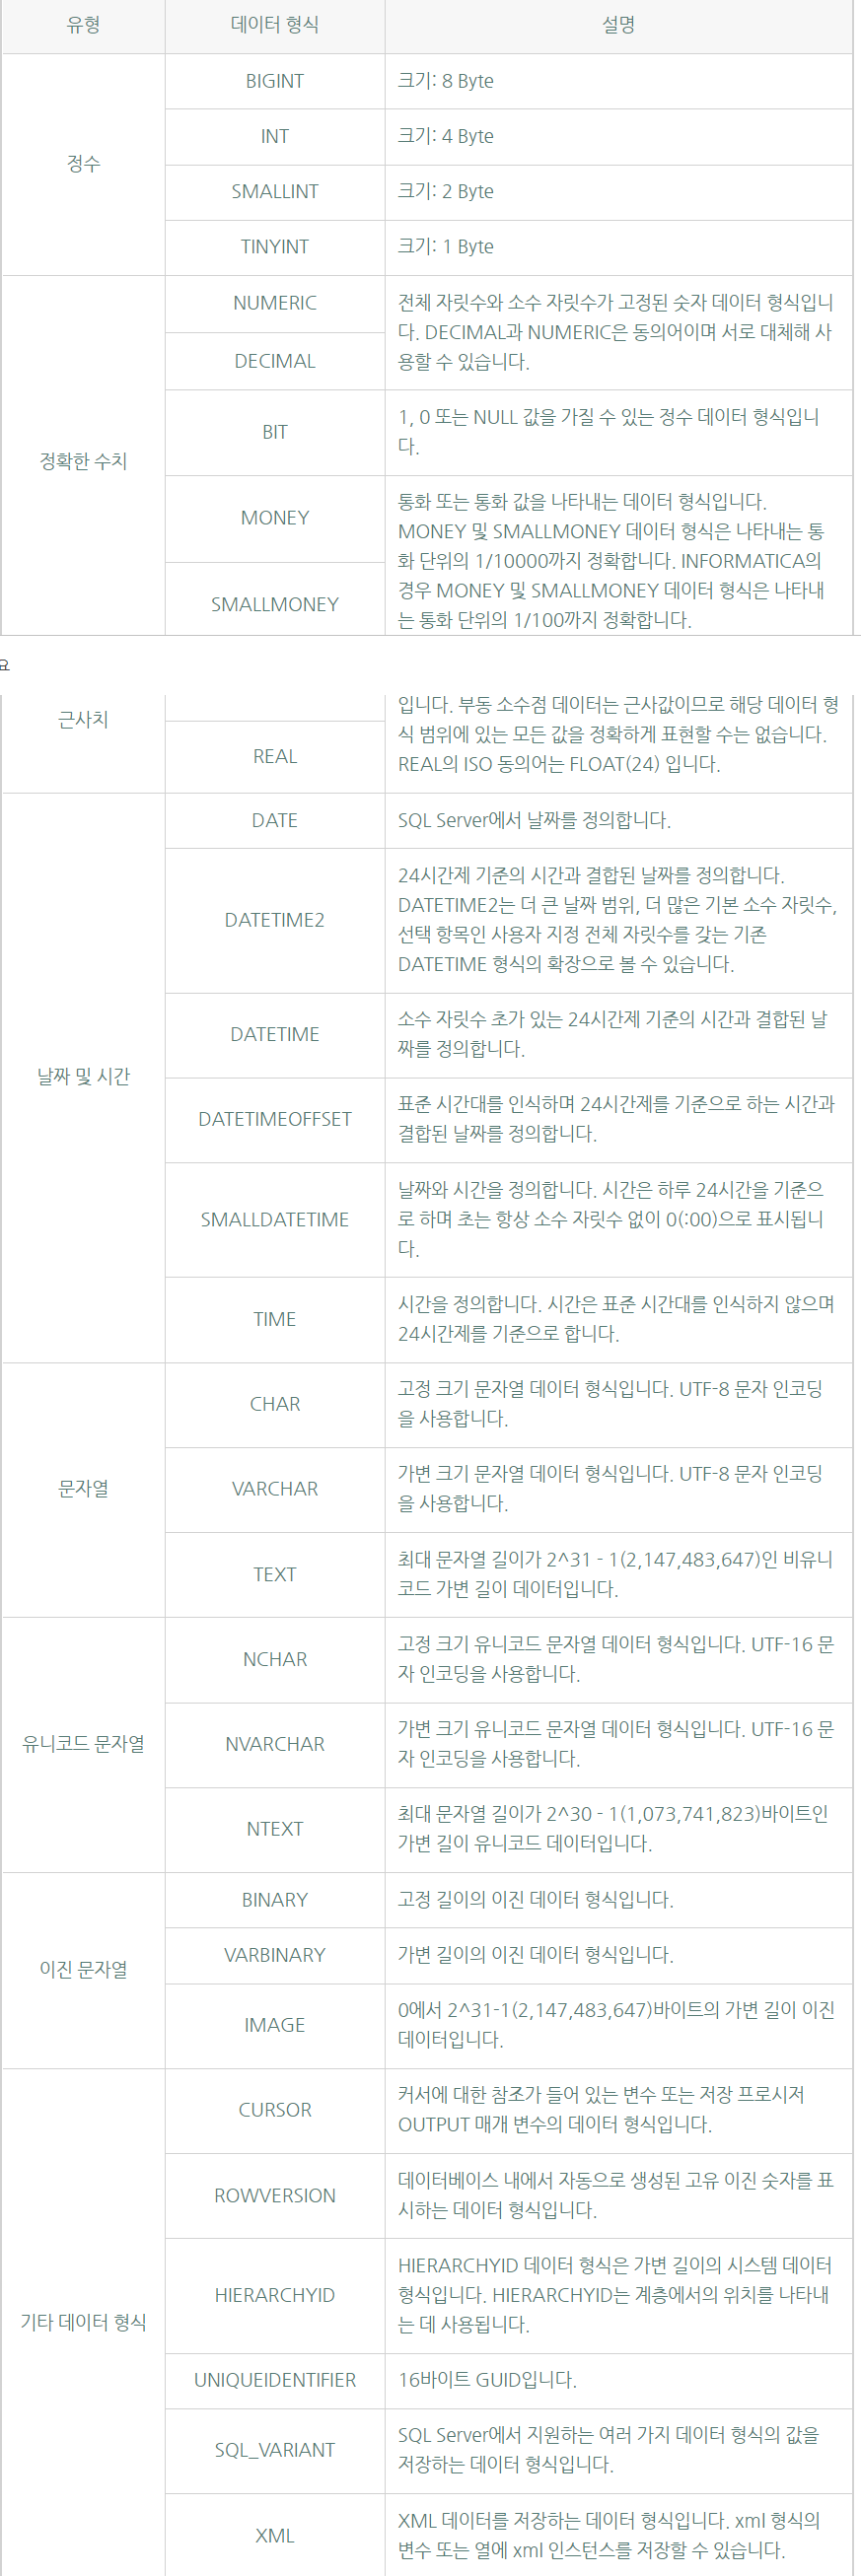 유형 데이터 형식 설명
정수
BIGINT
크기: 8 Byte
INT
크기: 4 Byte
SMALLINT
크기: 2 Byte
TINYINT
크기: 1 Byte
정확한 수치
NUMERIC
DECIMAL
전체 자릿수와 소수 자릿수가 고정된 숫자 데이터 형식입니
다. DECIMAL과 NUMERIC은 동의어이며 서로 대체해 사
용할 수 있습니다.
BIT
1, 0 또는 NULL 값을 가질 수 있는 정수 데이터 형식입니
다.
MONEY
SMALLMONEY
통화 또는 통화 값을 나타내는 데이터 형식입니다.
MONEY 및 SMALLMONEY 데이터 형식은 나타내는 통
화 단위의 1/10000까지 정확합니다. INFORMATICA의
경우 MONEY 및 SMALLMONEY 데이터 형식은 나타내
는 통화 단위의 1/100까지 정확합니다.
요
근사치
REAL
입니다. 부동 소수점 데이터는 근사값이므로 해당 데이터 형
식 범위에 있는 모든 값을 정확하게 표현할 수는 없습니다.
REAL의 ISO 동의어는 FLOAT(24) 입니다.
날짜 및 시간
DATE
SQL Server에서 날짜를 정의합니다.
DATETIME2
24시간제 기준의 시간과 결합된 날짜를 정의합니다.
DATETIME2는 더 큰 날짜 범위, 더 많은 기본 소수 자릿수,
선택 항목인 사용자 지정 전체 자릿수를 갖는 기존
DATETIME 형식의 확장으로 볼 수 있습니다.
DATETIME
소수 자릿수 초가 있는 24시간제 기준의 시간과 결합된 날
짜를 정의합니다.
DATETIMEOFFSET
표준 시간대를 인식하며 24시간제를 기준으로 하는 시간과
결합된 날짜를 정의합니다.
SMALLDATETIME
날짜와 시간을 정의합니다. 시간은 하루 24시간을 기준으
로 하며 초는 항상 소수 자릿수 없이 0(:00)으로 표시됩니
다.
TIME
시간을 정의합니다. 시간은 표준 시간대를 인식하지 않으며
24시간제를 기준으로 합니다.
문자열
CHAR
고정 크기 문자열 데이터 형식입니다. UTF-8 문자 인코딩
을 사용합니다.
VARCHAR
가변 크기 문자열 데이터 형식입니다. UTF-8 문자 인코딩
을 사용합니다.
TEXT
최대 문자열 길이가 2^31 - 1(2,147,483,647)인 비유니
코드 가변 길이 데이터입니다.
유니코드 문자열
NCHAR
고정 크기 유니코드 문자열 데이터 형식입니다. UTF-16 문
자 인코딩을 사용합니다.
NVARCHAR
가변 크기 유니코드 문자열 데이터 형식입니다. UTF-16 문
자 인코딩을 사용합니다.
NTEXT
최대 문자열 길이가 2^30 - 1(1,073,741,823)바이트인
가변 길이 유니코드 데이터입니다.
이진 문자열
BINARY
고정 길이의 이진 데이터 형식입니다.
VARBINARY
가변 길이의 이진 데이터 형식입니다.
IMAGE
0에서 2^31-1(2,147,483,647)바이트의 가변 길이 이진
데이터입니다.
기타 데이터 형식
CURSOR
커서에 대한 참조가 들어 있는 변수 또는 저장 프로시저
OUTPUT 매개 변수의 데이터 형식입니다.
ROWVERSION
데이터베이스 내에서 자동으로 생성된 고유 이진 숫자를 표
시하는 데이터 형식입니다.
HIERARCHYID
HIERARCHYID 데이터 형식은 가변 길이의 시스템 데이터
형식입니다. HIERARCHYID는 계층에서의 위치를 나타내
는 데 사용됩니다.
UNIQUEIDENTIFIER
16바이트 GUID입니다.
SQL_VARIANT
SQL Server에서 지원하는 여러 가지 데이터 형식의 값을
저장하는 데이터 형식입니다.
XML
XML 데이터를 저장하는 데이터 형식입니다. xml 형식의
변수 또는 열에 xml 인스턴스를 저장할 수 있습니다.